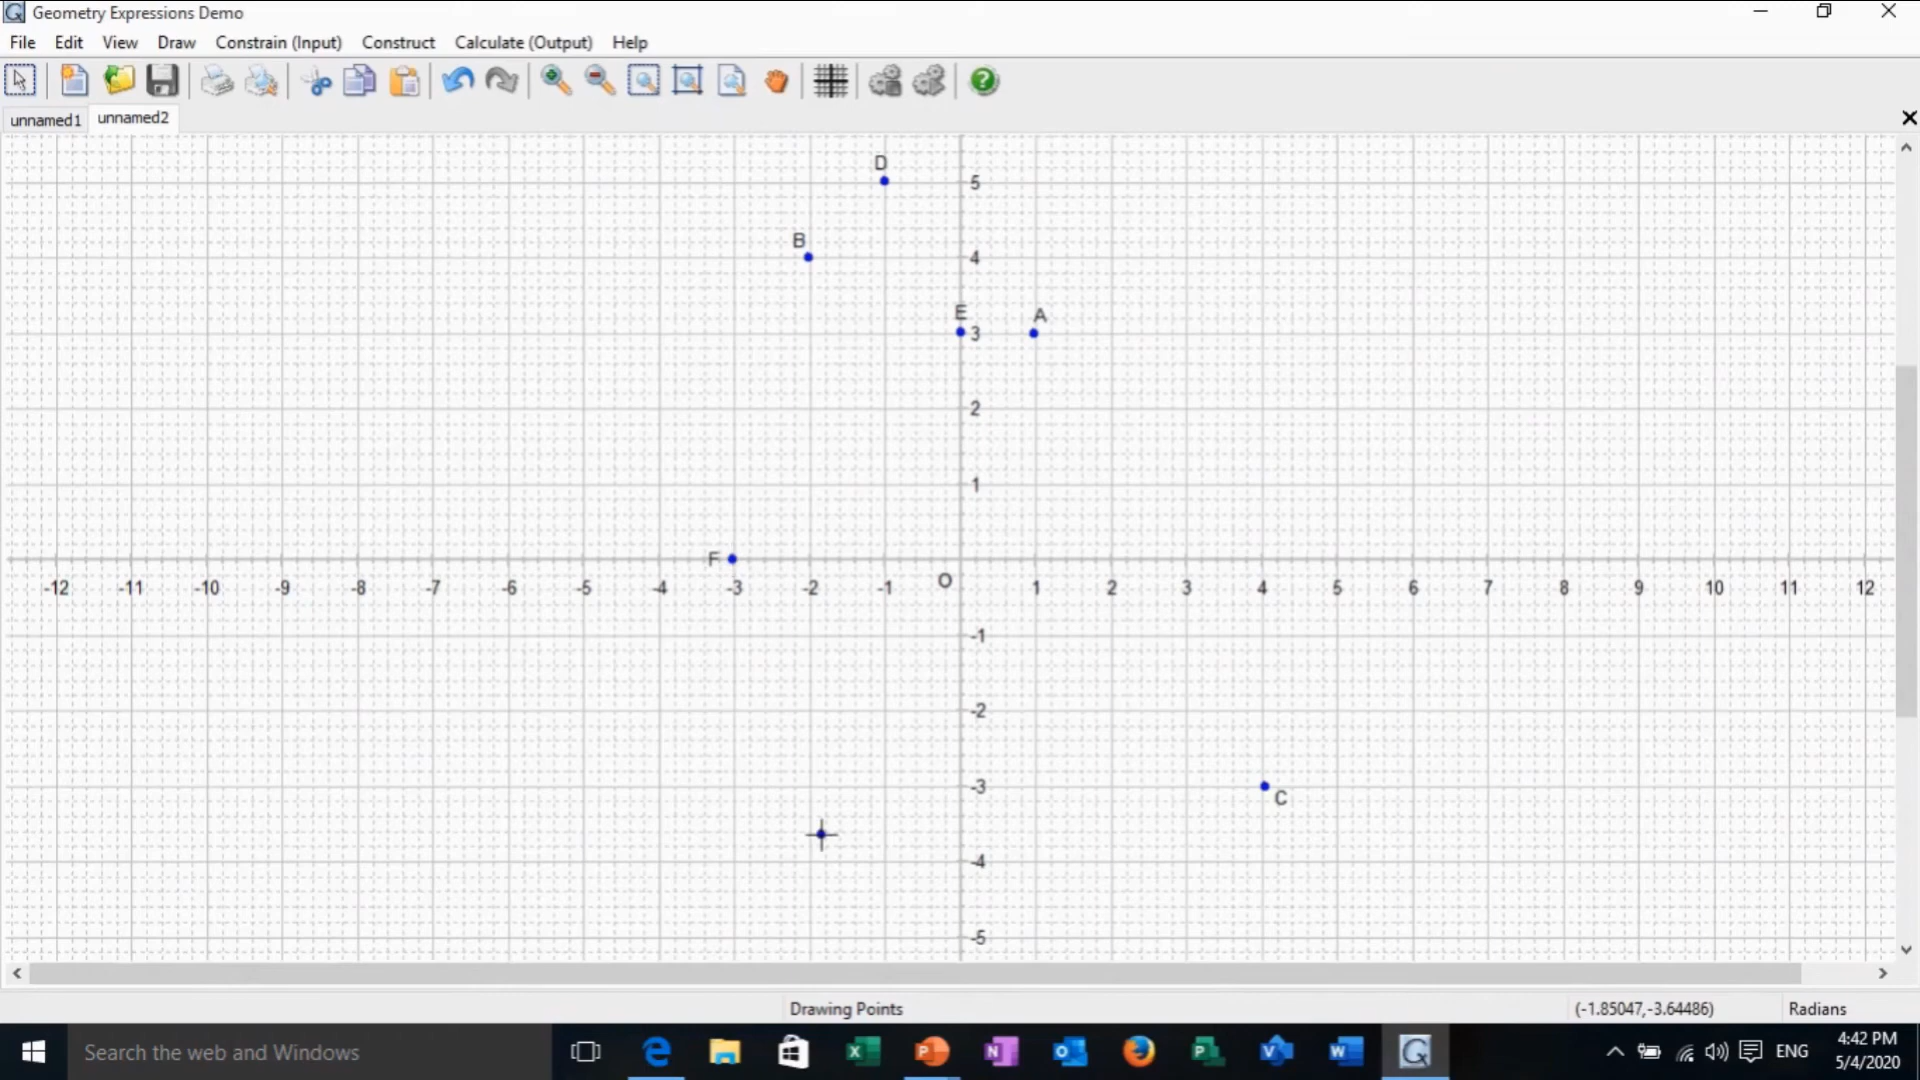 Geometry Expressions Demo
File Edit View Draw Constrain (Input) Construct Calculate (Output) Help
unnamed1 unnamed2
D
5
B
4
E A
3
2
1
F
O
-12 -11 -10 -9 -8 -7 -6 -5 -4 -3 -2 -1 1 2 3 4 5 6 7 8 9 10 11 12
-1
-2
-3
C
-4
-5
Drawing Points (-1.85047,-3.64486) Radians
Search the web and Windows ENG 4:42 PM
5/4/2020